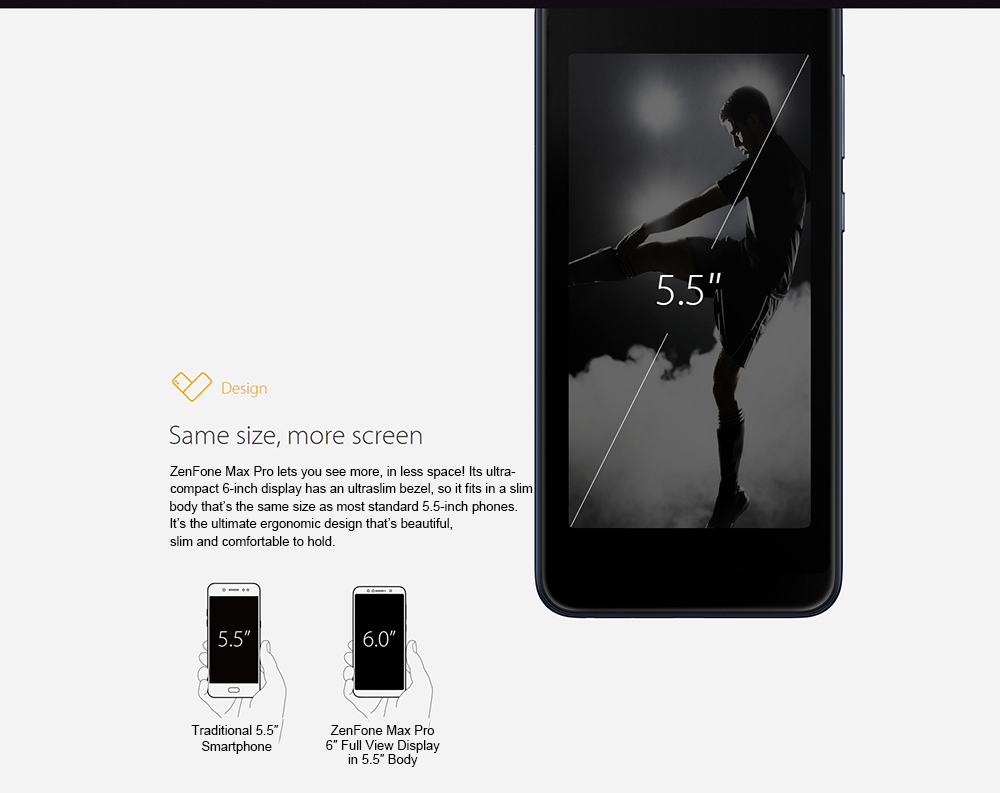 Design
Same size, more screen
ZenFone Max Pro lets you see more, in less space! Its ultra-
compact 6-inch display has an ultraslim bezel, so it fits in a slim
body that's the same size as most standard 5.5-inch phones.
It's the ultimate ergonomic design that's beautiful,
slim and comfortable to hold.
5.5"
5.5"
6.0"
Traditional 5.5"
Smartphone
ZenFone Max Pro
6" Full View Display
in 5.5" Body